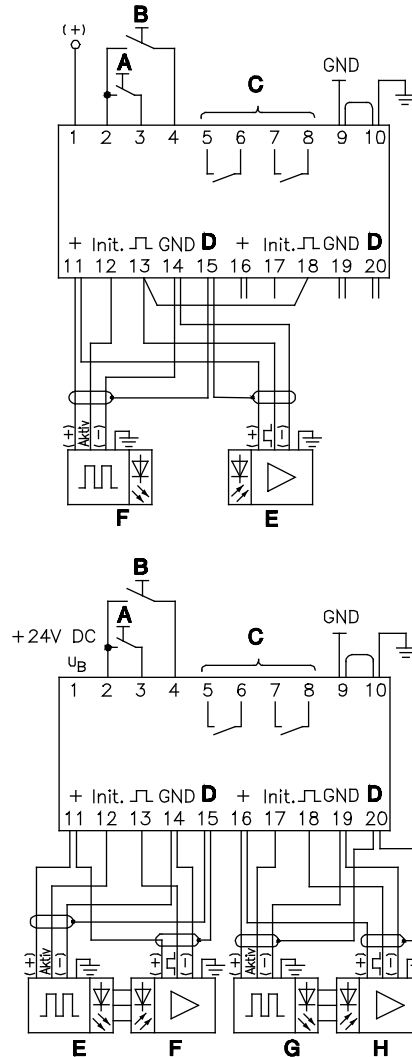 B
(+)
A
C
GND
1 2 3 4 5 6 7 8 9 10
+ Init. GND D + Init. GND D
11 12 13 14 15 16 17 18 19 20
(+) Aktiv (-) (+) (-)
F E
B
+24V DC A
C
GND
UB
1 2 3 4 5 6 7 8 9 10
+ Init. GND D + Init. GND D
11 12 13 14 15 16 17 18 19 20
(+) Aktiv (-) (+) (-) (+) Aktiv (-) (+) (-)
E F G H